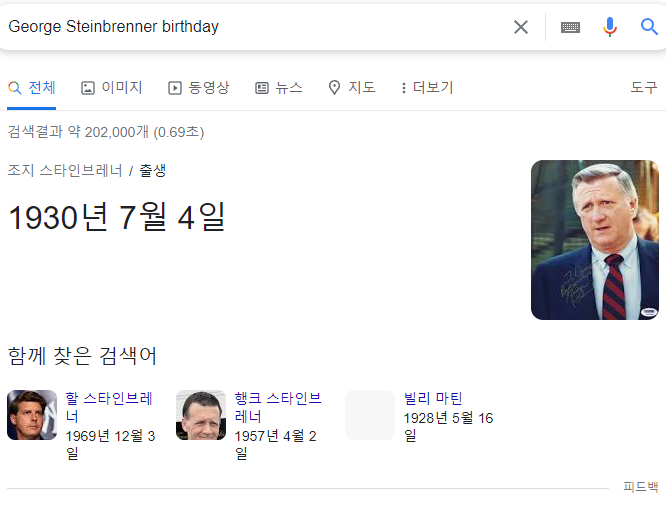 George Steinbrenner birthday
전체 이미지 동영상 뉴스 지도 더보기 도구
검색결과 약 202,000개 (0.69초)
조지 스타인브레너 / 출생
1930년 7월 4일
함께 찾은 검색어
할 스타인브레
너
1969년 12월 3
일
행크 스타인브
레너
1957년 4월 2
일
빌리 마틴
1928년 5월 16
일
피드백